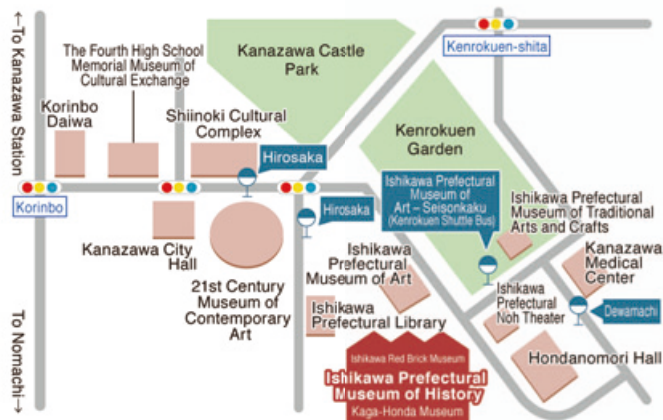 ←To Kanazawa Station
The Fourth High School
Memorial Museum of
Cultural Exchange
Kanazawa Castle
Park
Kenrokuen-shita
Korinbo
Daiwa
Shiinoki Cultural
Complex
Hirosaka
Kenrokuen
Garden
Ishikawa Prefectural
Museum of
Art – Seisonkaku
(Kenrokuen Shuttle Bus)
Ishikawa Prefectural
Museum of Traditional
Arts and Crafts
Korinbo
Hirosaka
Kanazawa City
Hall
21st Century
Museum of
Contemporary
Art
Ishikawa
Prefectural
Museum of Art
Kanazawa
Medical
Center
Ishikawa
Prefectural
Noh Theater
Dewamachi
Ishikawa
Prefectural Library
Hondanomori Hall
To Nomachi→
Ishikawa Red Brick Museum
Ishikawa Prefectural
Museum of History
Kaga-Honda Museum